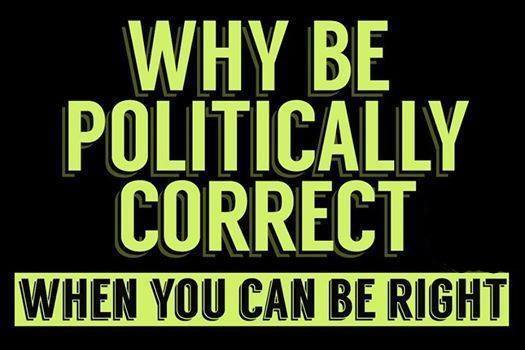 WHY BE
POLITICALLY
CORRECT
WHEN YOU CAN BE RIGHT